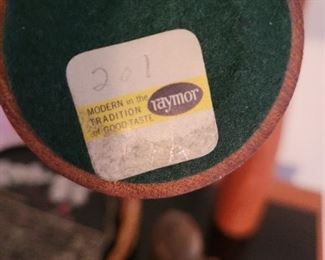 201
MODERN in the
TRADITION
of GOOD TASTE
raymor